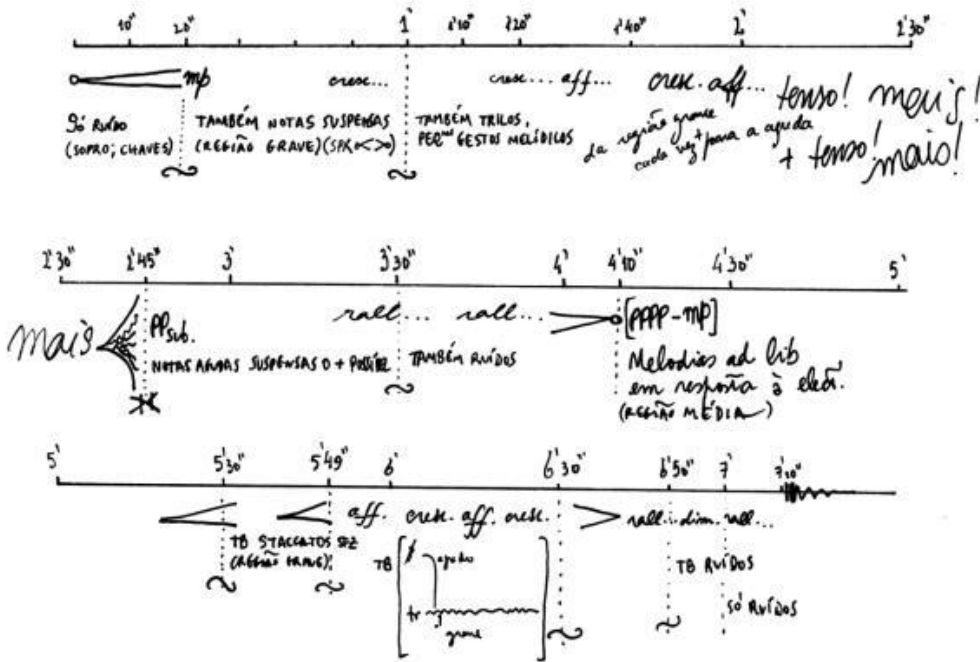 10" 20" 1' 1'10" 1'20" 1'40" 2' 2'30"
mp cresc... cresc... aff... cresc. aff... tenso! mais!
SÓ RUÍDO TAMBÉM NOTAS SUSPENSAS TAMBÉM TRILOS, da região grave
(SOPRO; CHAVES) (REGIÃO GRAVE) GESTOS MELÓDICOS cada vez + para a aguda
+ tenso! mais!
2'30" 2'45" 3' 3'30" 4' 4'10" 4'30" 5'
mais PP sub. rall... rall... [PPPP-mp]
NOTAS AGUDAS SUSPENSAS O + POSSÍVEL TAMBÉM RUÍDOS Melodias ad lib
em resposta à
(REGIÃO MÉDIA)
5' 5'30" 5'49" 6' 6'30" 6'50" 7' 7'20"
aff. cresc. aff. cresc. rall...dim. rall...
TB STACCATOS SFZ
(REGIÃO GRAVE)
TB agudo TB RUÍDOS
tr grave SÓ RUÍDOS